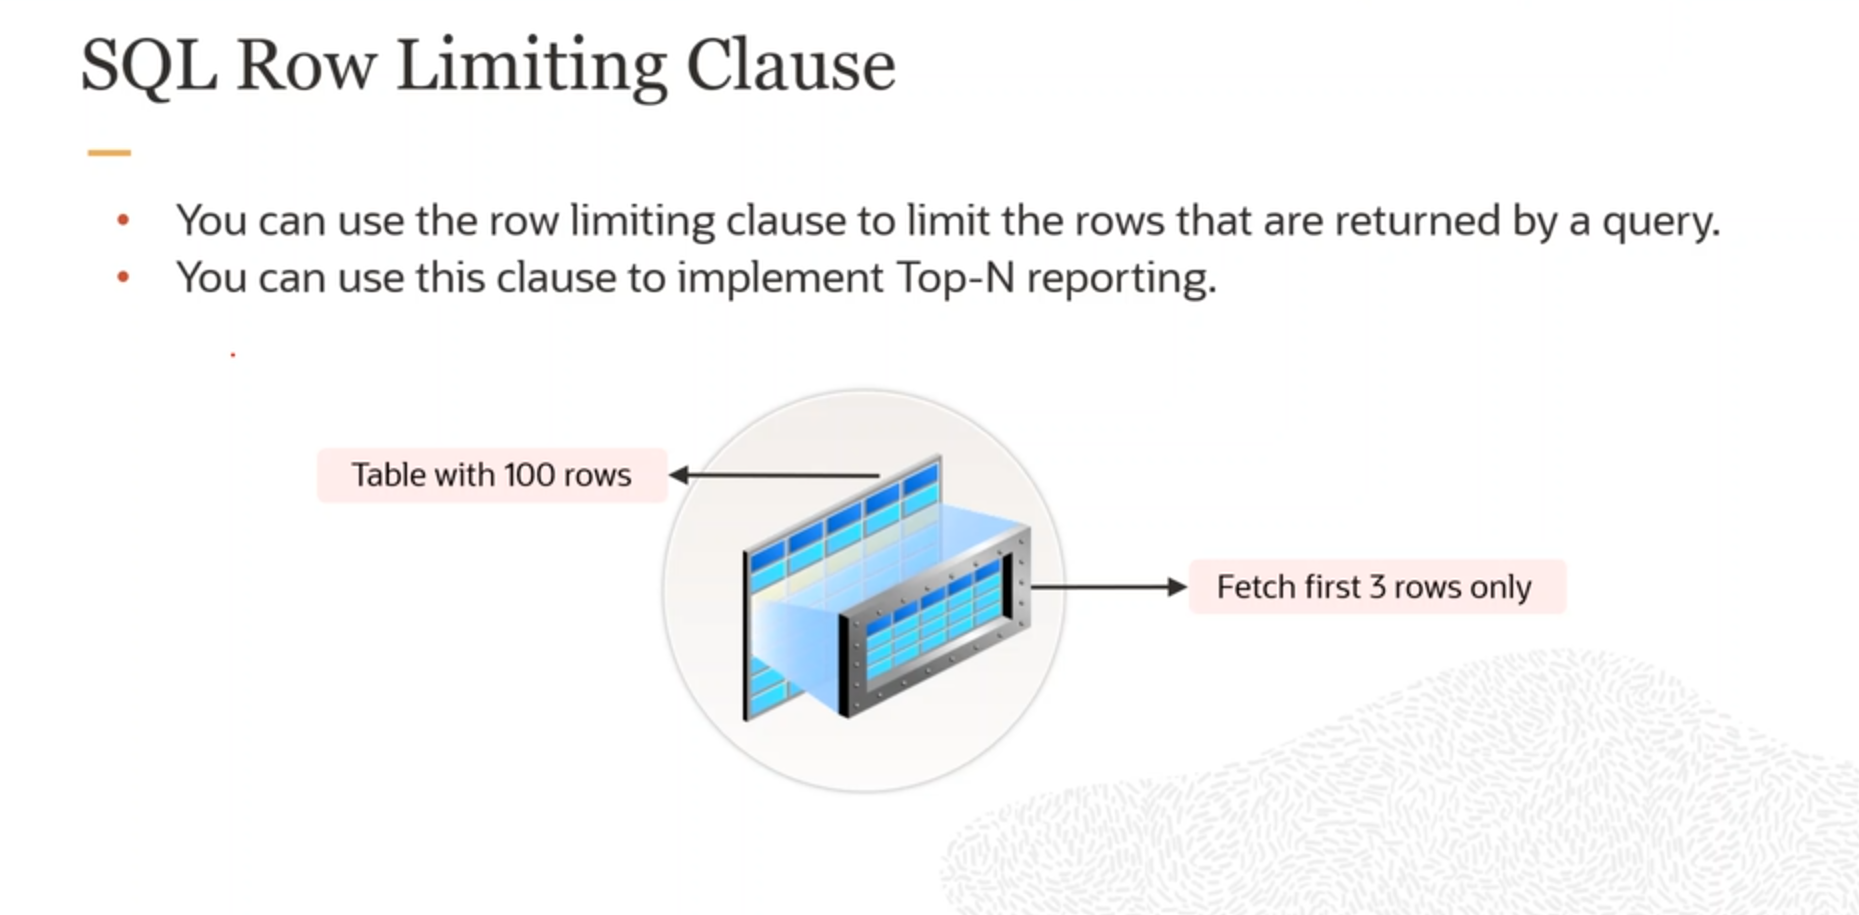 SQL Row Limiting Clause
• You can use the row limiting clause to limit the rows that are returned by a query.
• You can use this clause to implement Top-N reporting.
Table with 100 rows
Fetch first 3 rows only